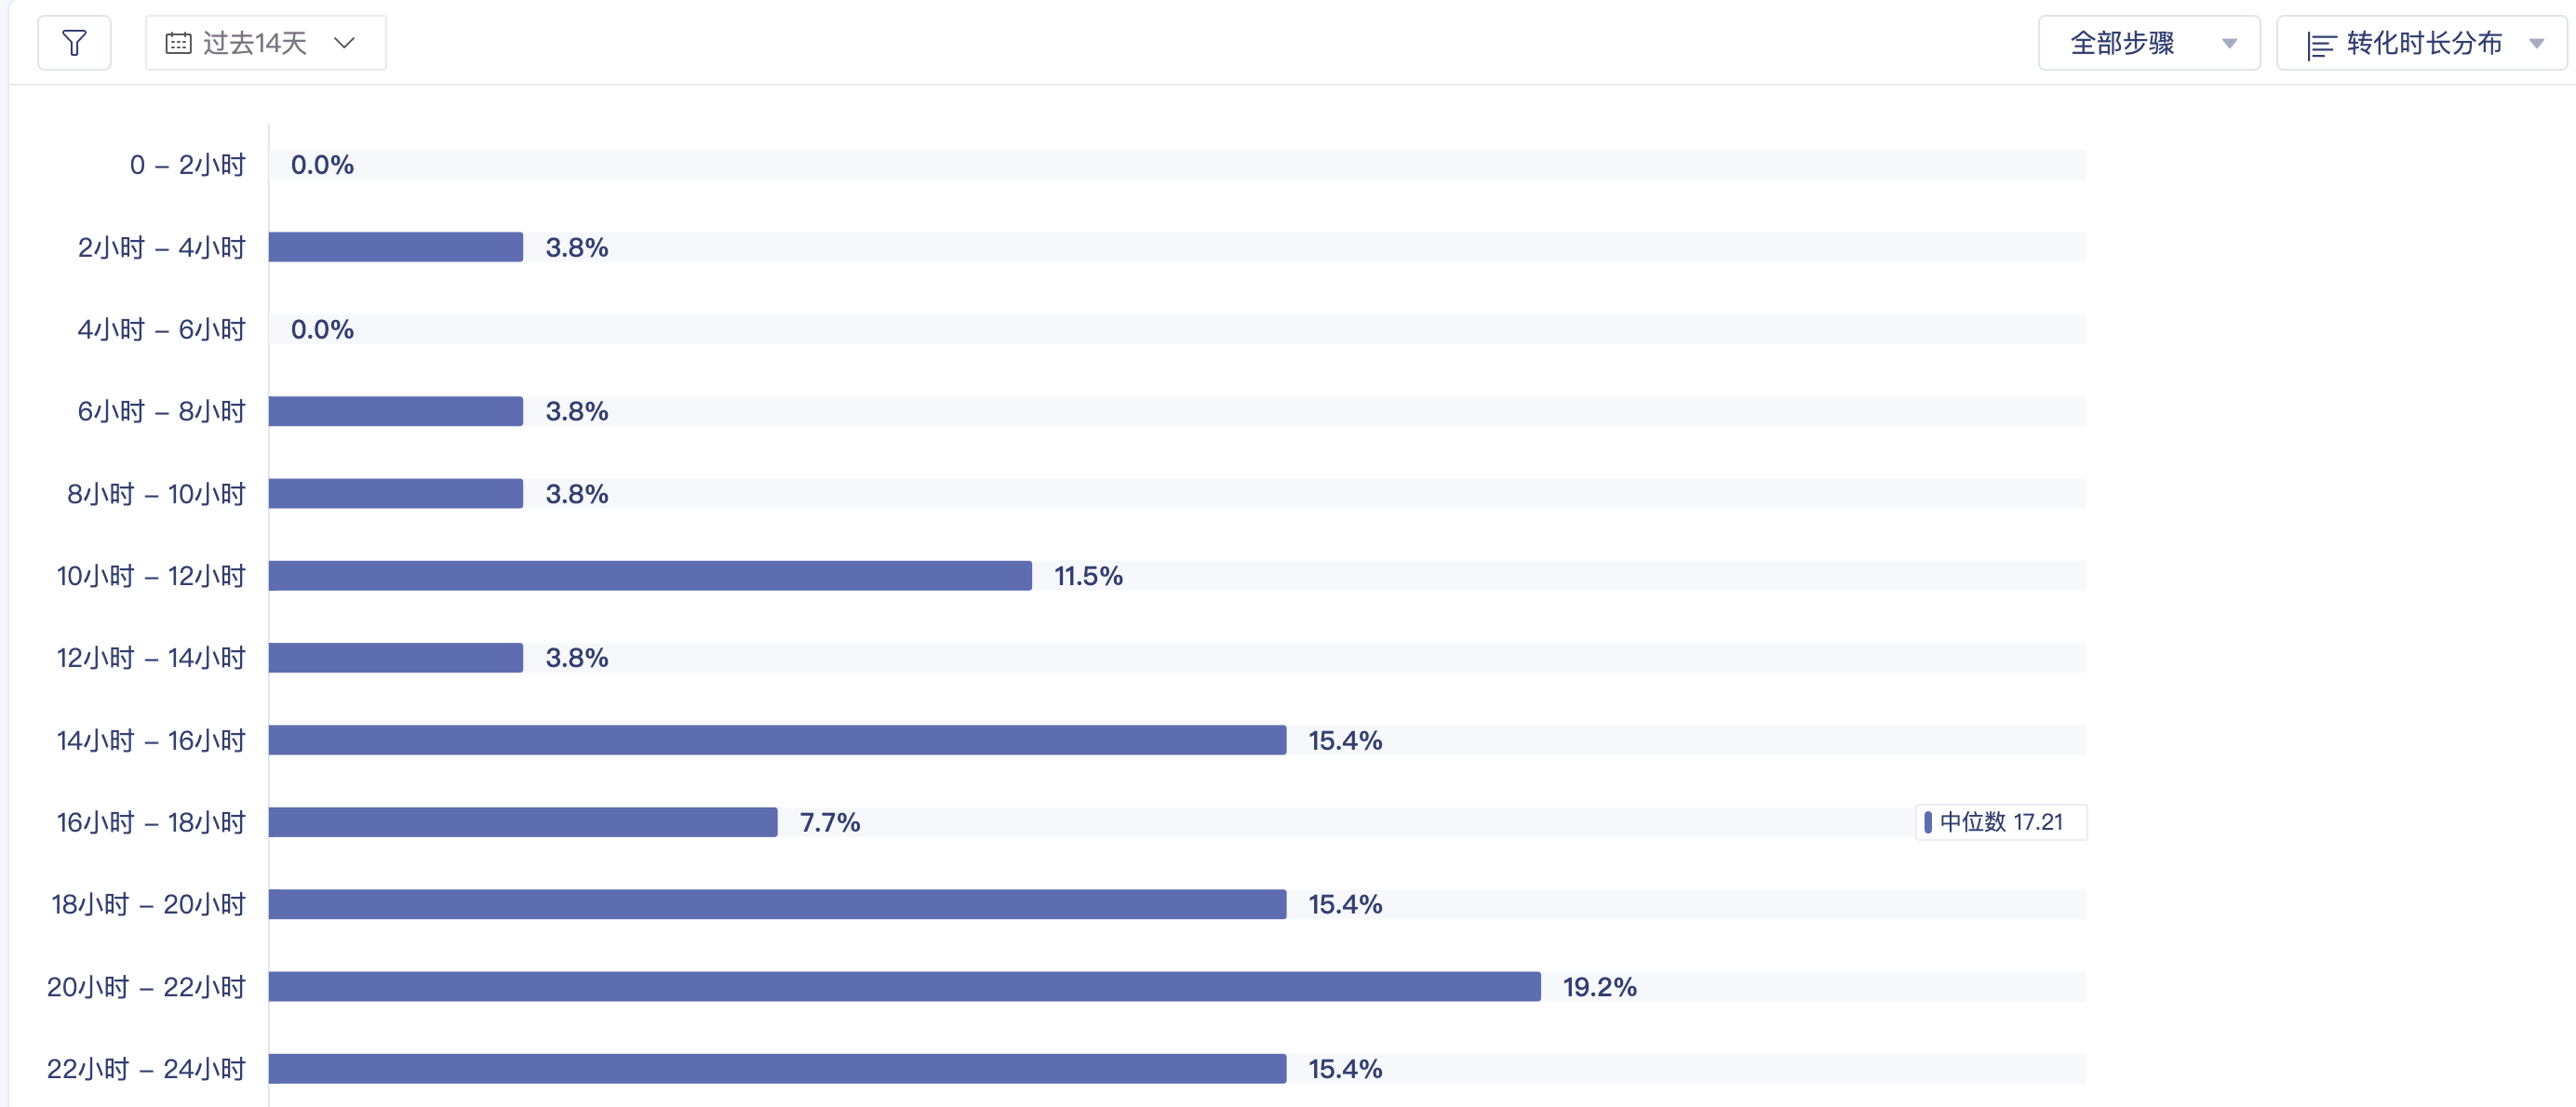 过去14天 全部步骤 转化时长分布
0 – 2小时 0.0%
2小时 – 4小时 3.8%
4小时 – 6小时 0.0%
6小时 – 8小时 3.8%
8小时 – 10小时 3.8%
10小时 – 12小时 11.5%
12小时 – 14小时 3.8%
14小时 – 16小时 15.4%
16小时 – 18小时 7.7% 中位数 17.21
18小时 – 20小时 15.4%
20小时 – 22小时 19.2%
22小时 – 24小时 15.4%